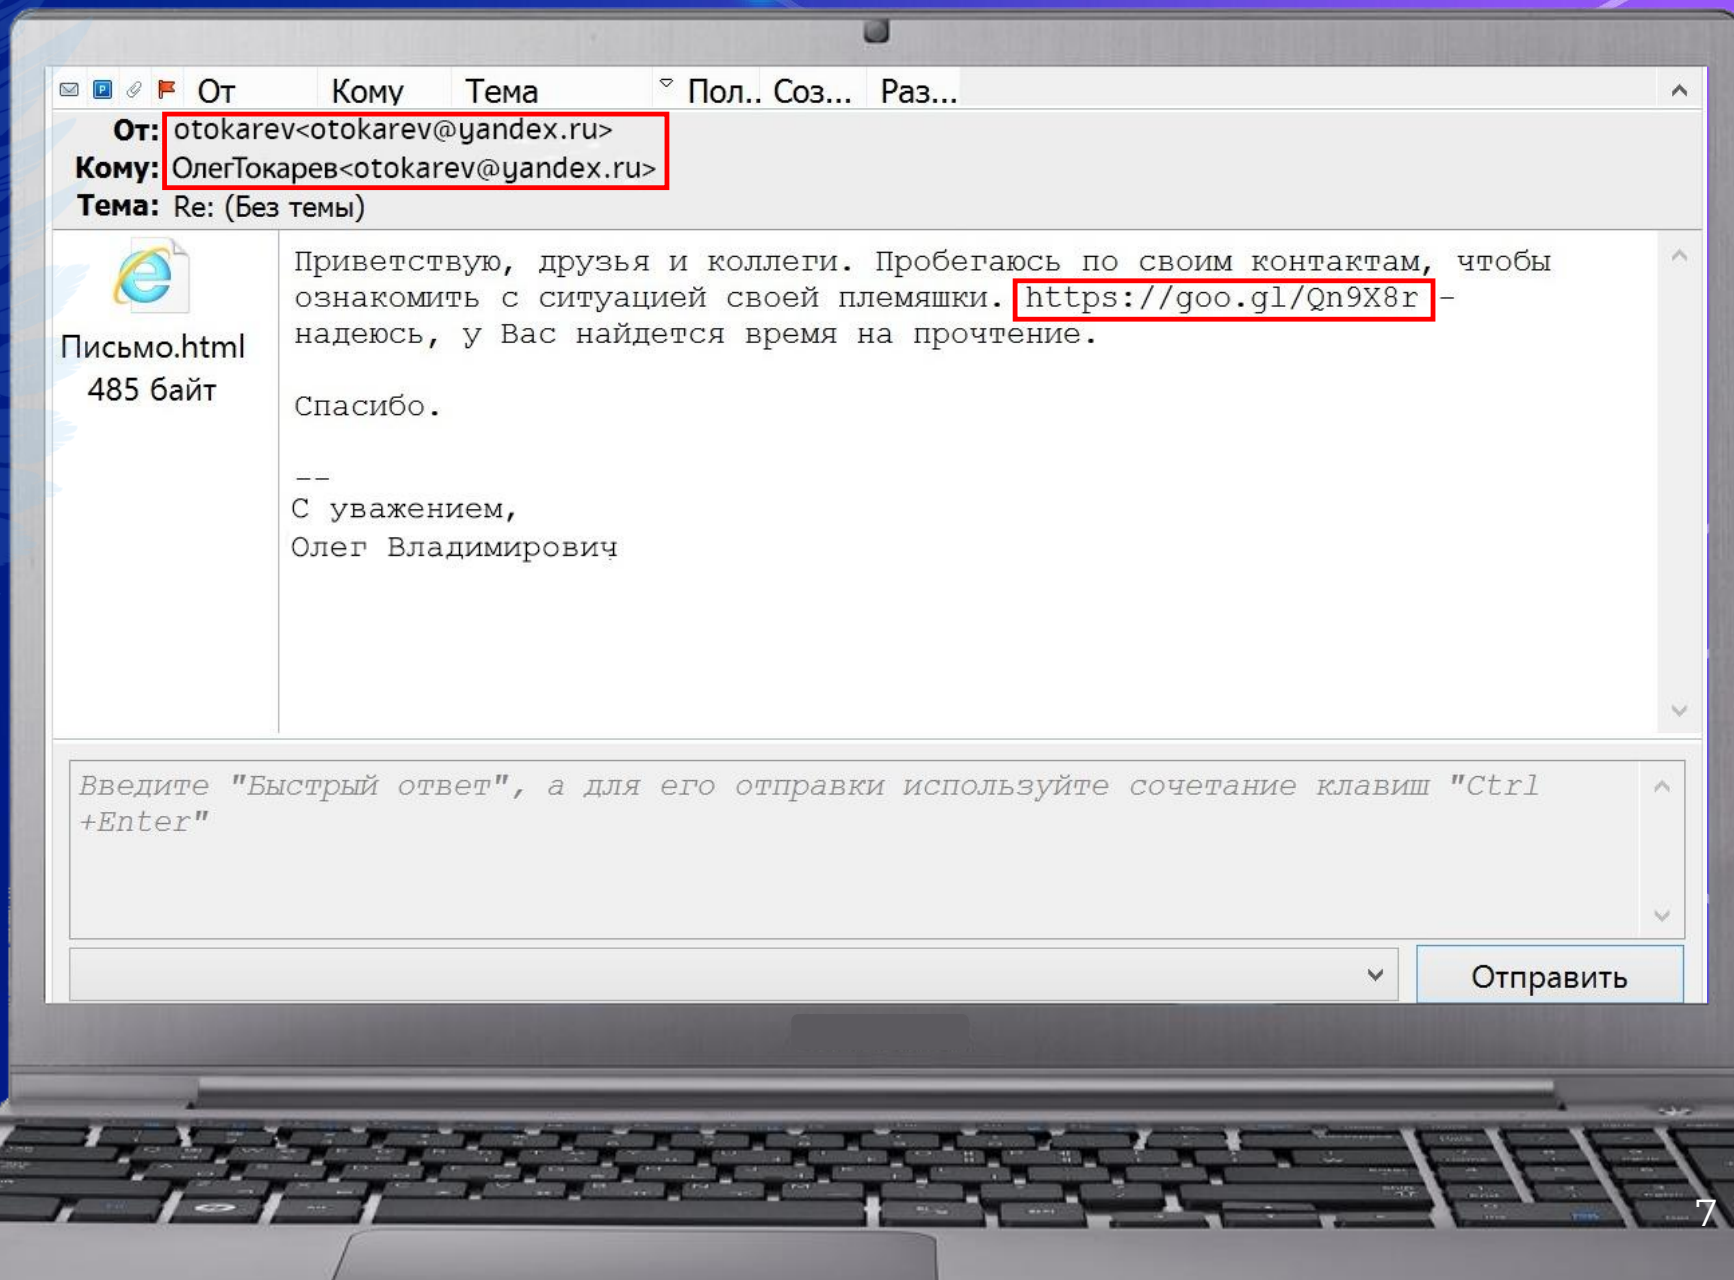 От Кому Тема Пол.. Соз... Раз...
От: otokarev<otokarev@yandex.ru>
Кому: ОлегТокарев<otokarev@yandex.ru>
Тема: Re: (Без темы)
Письмо.html
485 байт
Приветствую, друзья и коллеги. Пробегаюсь по своим контактам, чтобы
ознакомить с ситуацией своей племяшки. https://goo.gl/Qn9X8r –
надеюсь, у Вас найдется время на прочтение.
Спасибо.
--
С уважением,
Олег Владимирович
Введите "Быстрый ответ", а для его отправки используйте сочетание клавиш "Ctrl
+Enter"
Отправить
7